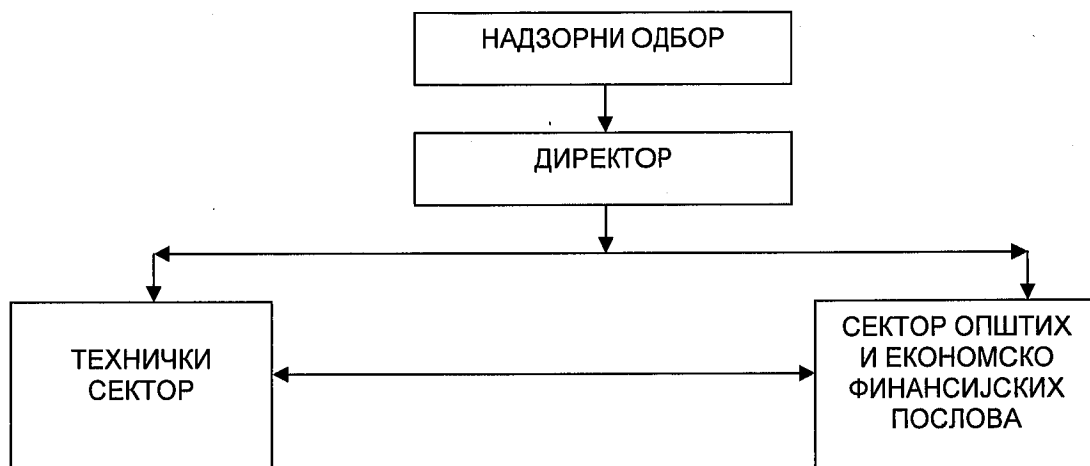 НАДЗОРНИ ОДБОР
ДИРЕКТОР
ТЕХНИЧКИ
СЕКТОР
СЕКТОР ОПШТИХ
И ЕКОНОМСКО
ФИНАНСИЈСКИХ
ПОСЛОВА